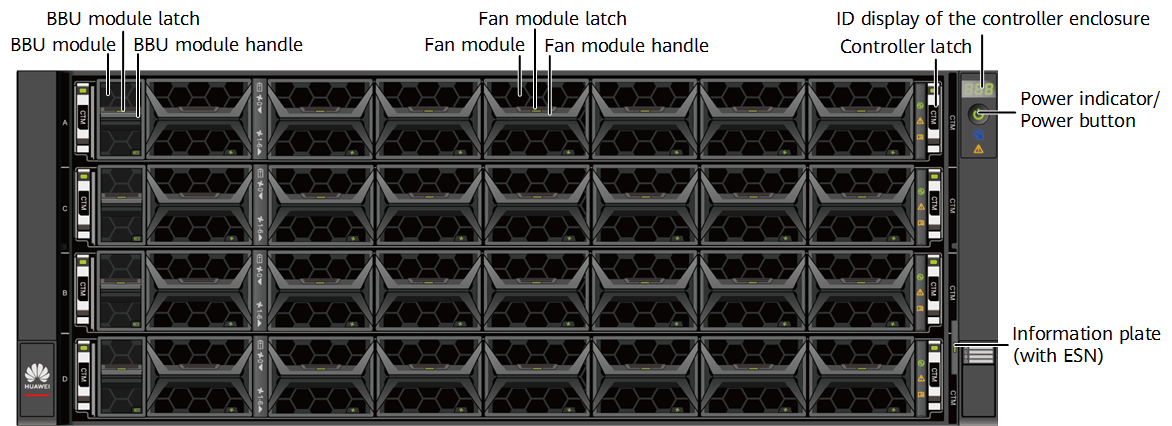 BBU module latch
Fan module latch
ID display of the controller enclosure
BBU module
BBU module handle
Fan module
Fan module handle
Controller latch
Power indicator/
Power button
Information plate
(with ESN)
A
C
B
D
CTM
CTM
CTM
CTM
CTM
CTM
CTM
CTM
CTM
CTM
CTM
CTM
HUAWEI